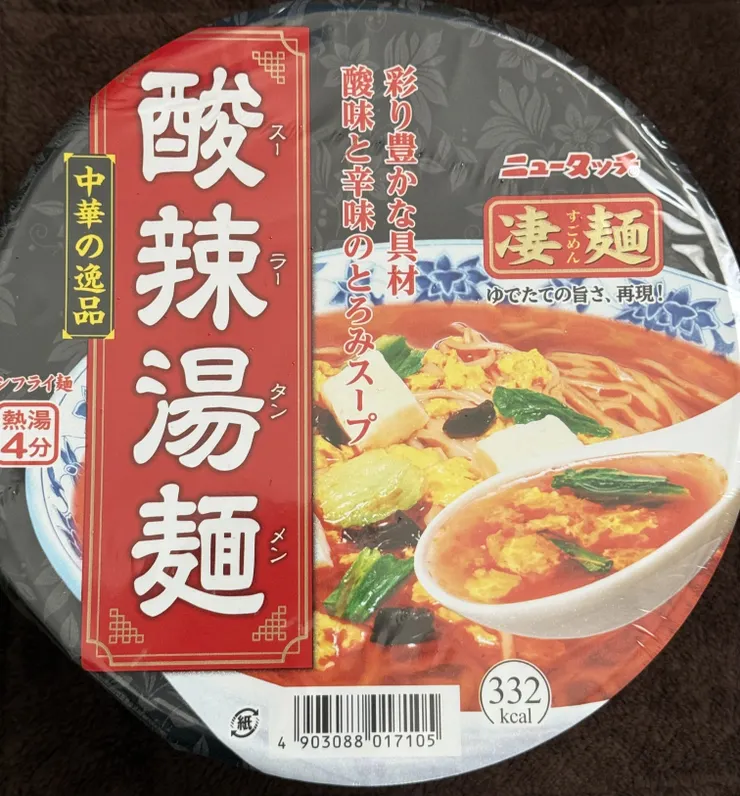 酸辣湯麺
スーラータンメン
中華の逸品
彩り豊かな具材
酸味と辛味のとろみスープ
ニュータッチ
凄麺
すごめん
ゆでたての旨さ、再現!
ンフライ麺
熱湯
4分
332
kcal
紙
4 903088 017105